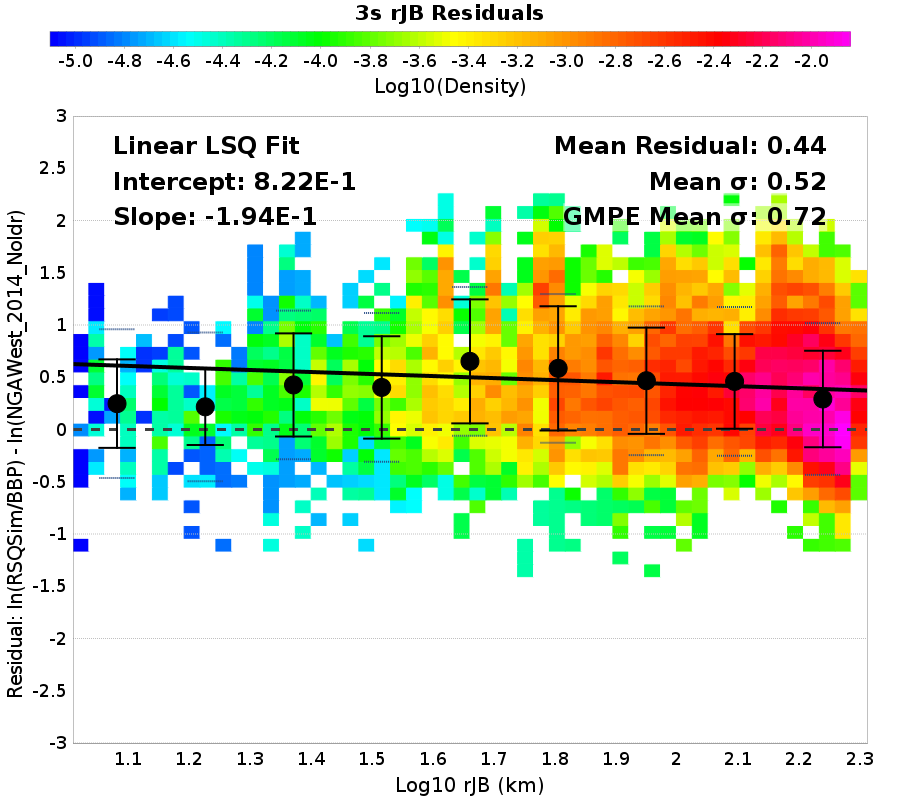 3s rJB Residuals
-5.0 -4.8 -4.6 -4.4 -4.2 -4.0 -3.8 -3.6 -3.4 -3.2 -3.0 -2.8 -2.6 -2.4 -2.2 -2.0
Log10(Density)
Linear LSQ Fit
Intercept: 8.22E-1
Slope: -1.94E-1
Mean Residual: 0.44
Mean σ: 0.52
GMPE Mean σ: 0.72
Residual: ln(RSQSim/BBP) - ln(NGAWest_2014_NoIdr)
3
2.5
2
1.5
1
0.5
0
-0.5
-1
-1.5
-2
-2.5
-3
1.1 1.2 1.3 1.4 1.5 1.6 1.7 1.8 1.9 2 2.1 2.2 2.3
Log10 rJB (km)